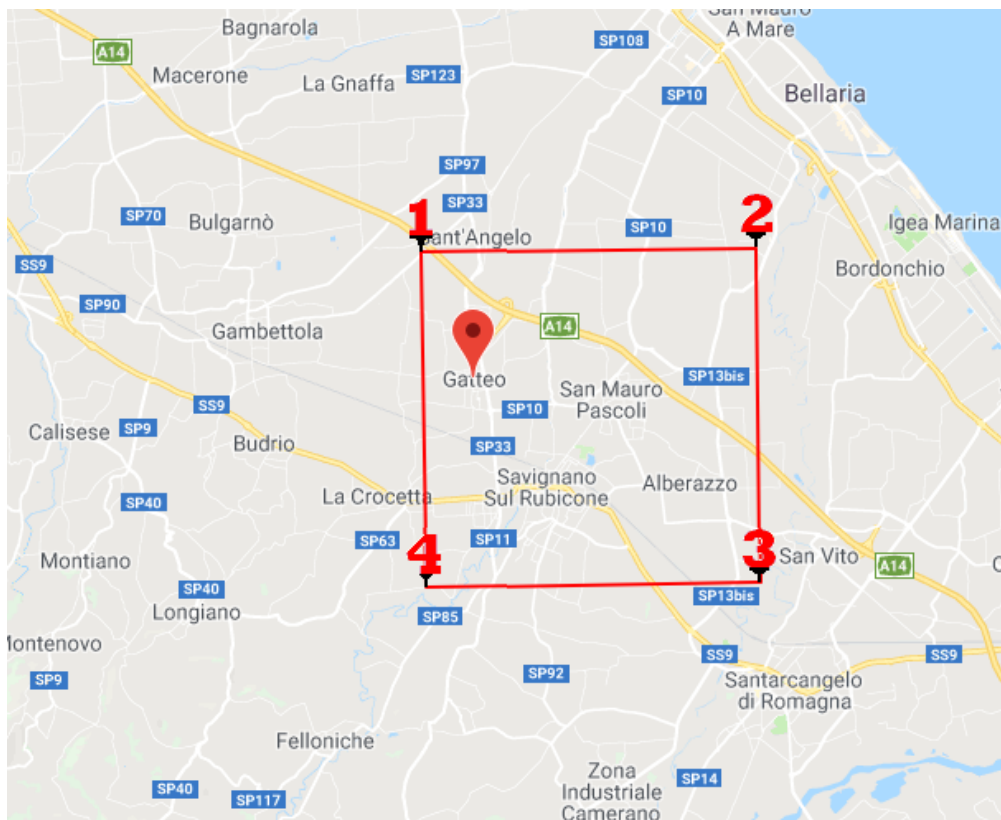 San Mauro
A Mare
Bagnarola
SP108
A14
Macerone
La Gnaffa
SP123
SP10
Bellaria
SP97
SP33
1
2
SP70
Bulgarnò
Sant'Angelo
SP10
Igea Marina
SS9
Bordonchio
SP90
Gambettola
A14
Gatteo
SP13bis
San Mauro
Pascoli
SS9
SP10
Calisese
SP9
Budrio
SP33
Savignano
Sul Rubicone
Alberazzo
La Crocetta
SP40
SP63
SP11
4
3
Montiano
San Vito
A14
SP40
Longiano
SP85
SP13bis
Montenovo
SP9
SS9
SS9
SP92
Santarcangelo
di Romagna
Felloniche
Zona
Industriale
Camerano
SP14
SP40
SP117